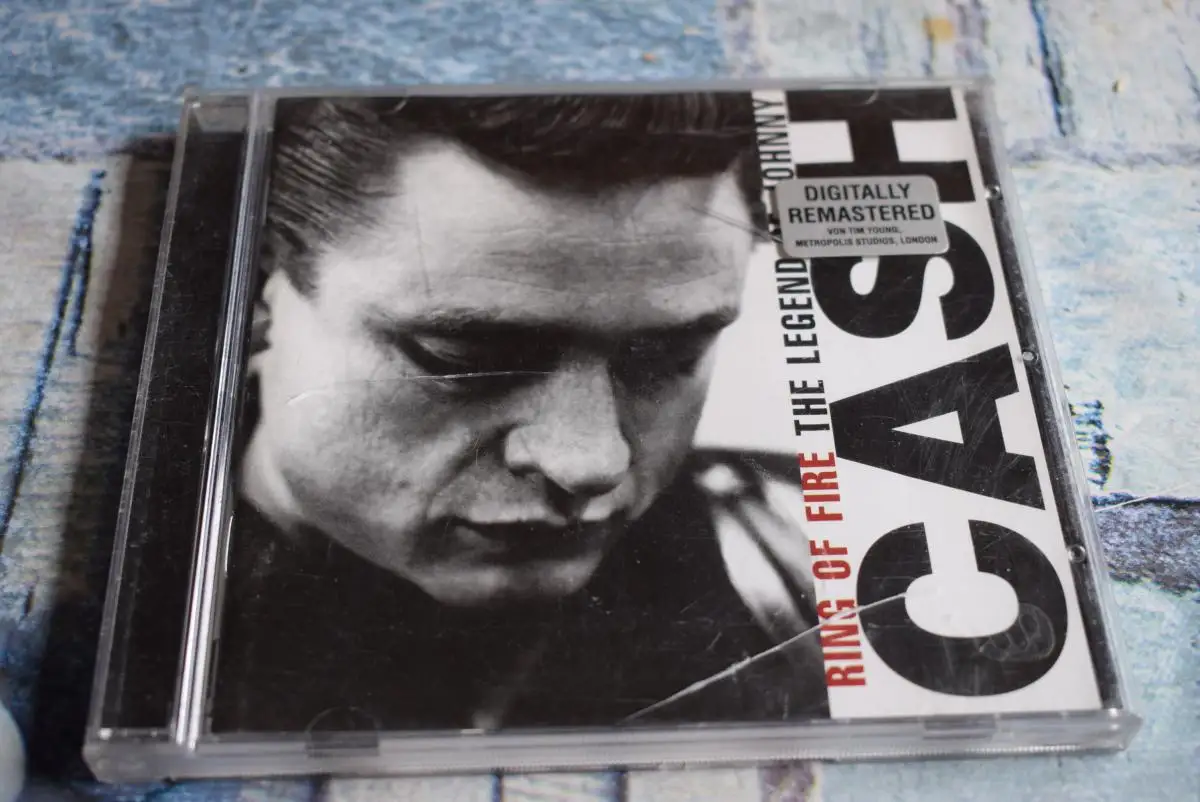 RING OF FIRE THE LEGEND JOHNNY
CASH
DIGITALLY
REMASTERED
VON TIM YOUNG,
METROPOLIS STUDIOS, LONDON